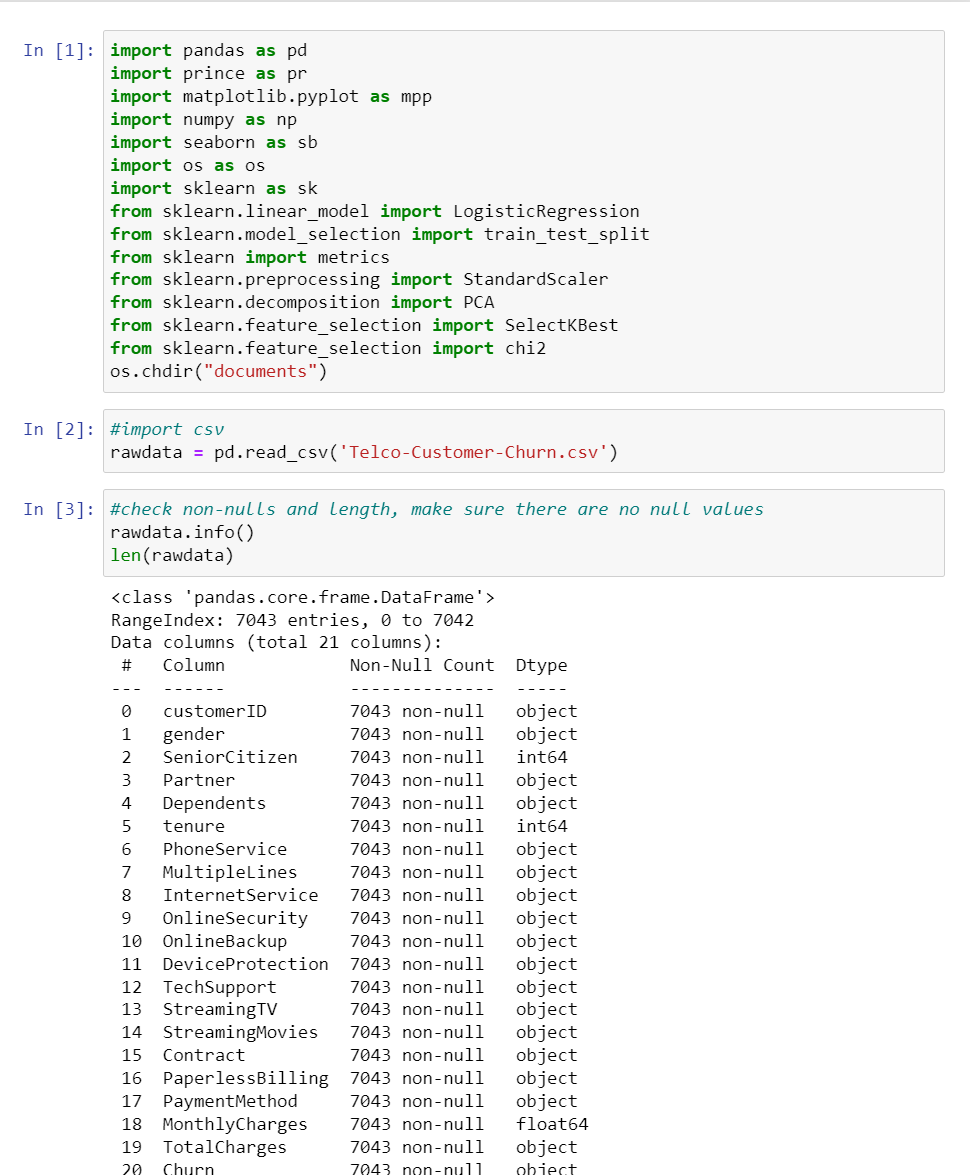 In [1]: import pandas as pd
import prince as pr
import matplotlib.pyplot as mpp
import numpy as np
import seaborn as sb
import os as os
import sklearn as sk
from sklearn.linear_model import LogisticRegression
from sklearn.model_selection import train_test_split
from sklearn import metrics
from sklearn.preprocessing import StandardScaler
from sklearn.decomposition import PCA
from sklearn.feature_selection import SelectKBest
from sklearn.feature_selection import chi2
os.chdir("documents")
In [2]: #import csv
rawdata = pd.read_csv('Telco-Customer-Churn.csv')
In [3]: #check non-nulls and length, make sure there are no null values
rawdata.info()
len(rawdata)
<class 'pandas.core.frame.DataFrame'>
RangeIndex: 7043 entries, 0 to 7042
Data columns (total 21 columns):
 #   Column            Non-Null Count  Dtype
---  ------            --------------  -----
 0   customerID        7043 non-null   object
 1   gender            7043 non-null   object
 2   SeniorCitizen     7043 non-null   int64
 3   Partner           7043 non-null   object
 4   Dependents        7043 non-null   object
 5   tenure            7043 non-null   int64
 6   PhoneService      7043 non-null   object
 7   MultipleLines     7043 non-null   object
 8   InternetService   7043 non-null   object
 9   OnlineSecurity    7043 non-null   object
 10  OnlineBackup      7043 non-null   object
 11  DeviceProtection  7043 non-null   object
 12  TechSupport       7043 non-null   object
 13  StreamingTV       7043 non-null   object
 14  StreamingMovies   7043 non-null   object
 15  Contract          7043 non-null   object
 16  PaperlessBilling  7043 non-null   object
 17  PaymentMethod     7043 non-null   object
 18  MonthlyCharges    7043 non-null   float64
 19  TotalCharges      7043 non-null   object
 20  Churn             7043 non-null   object